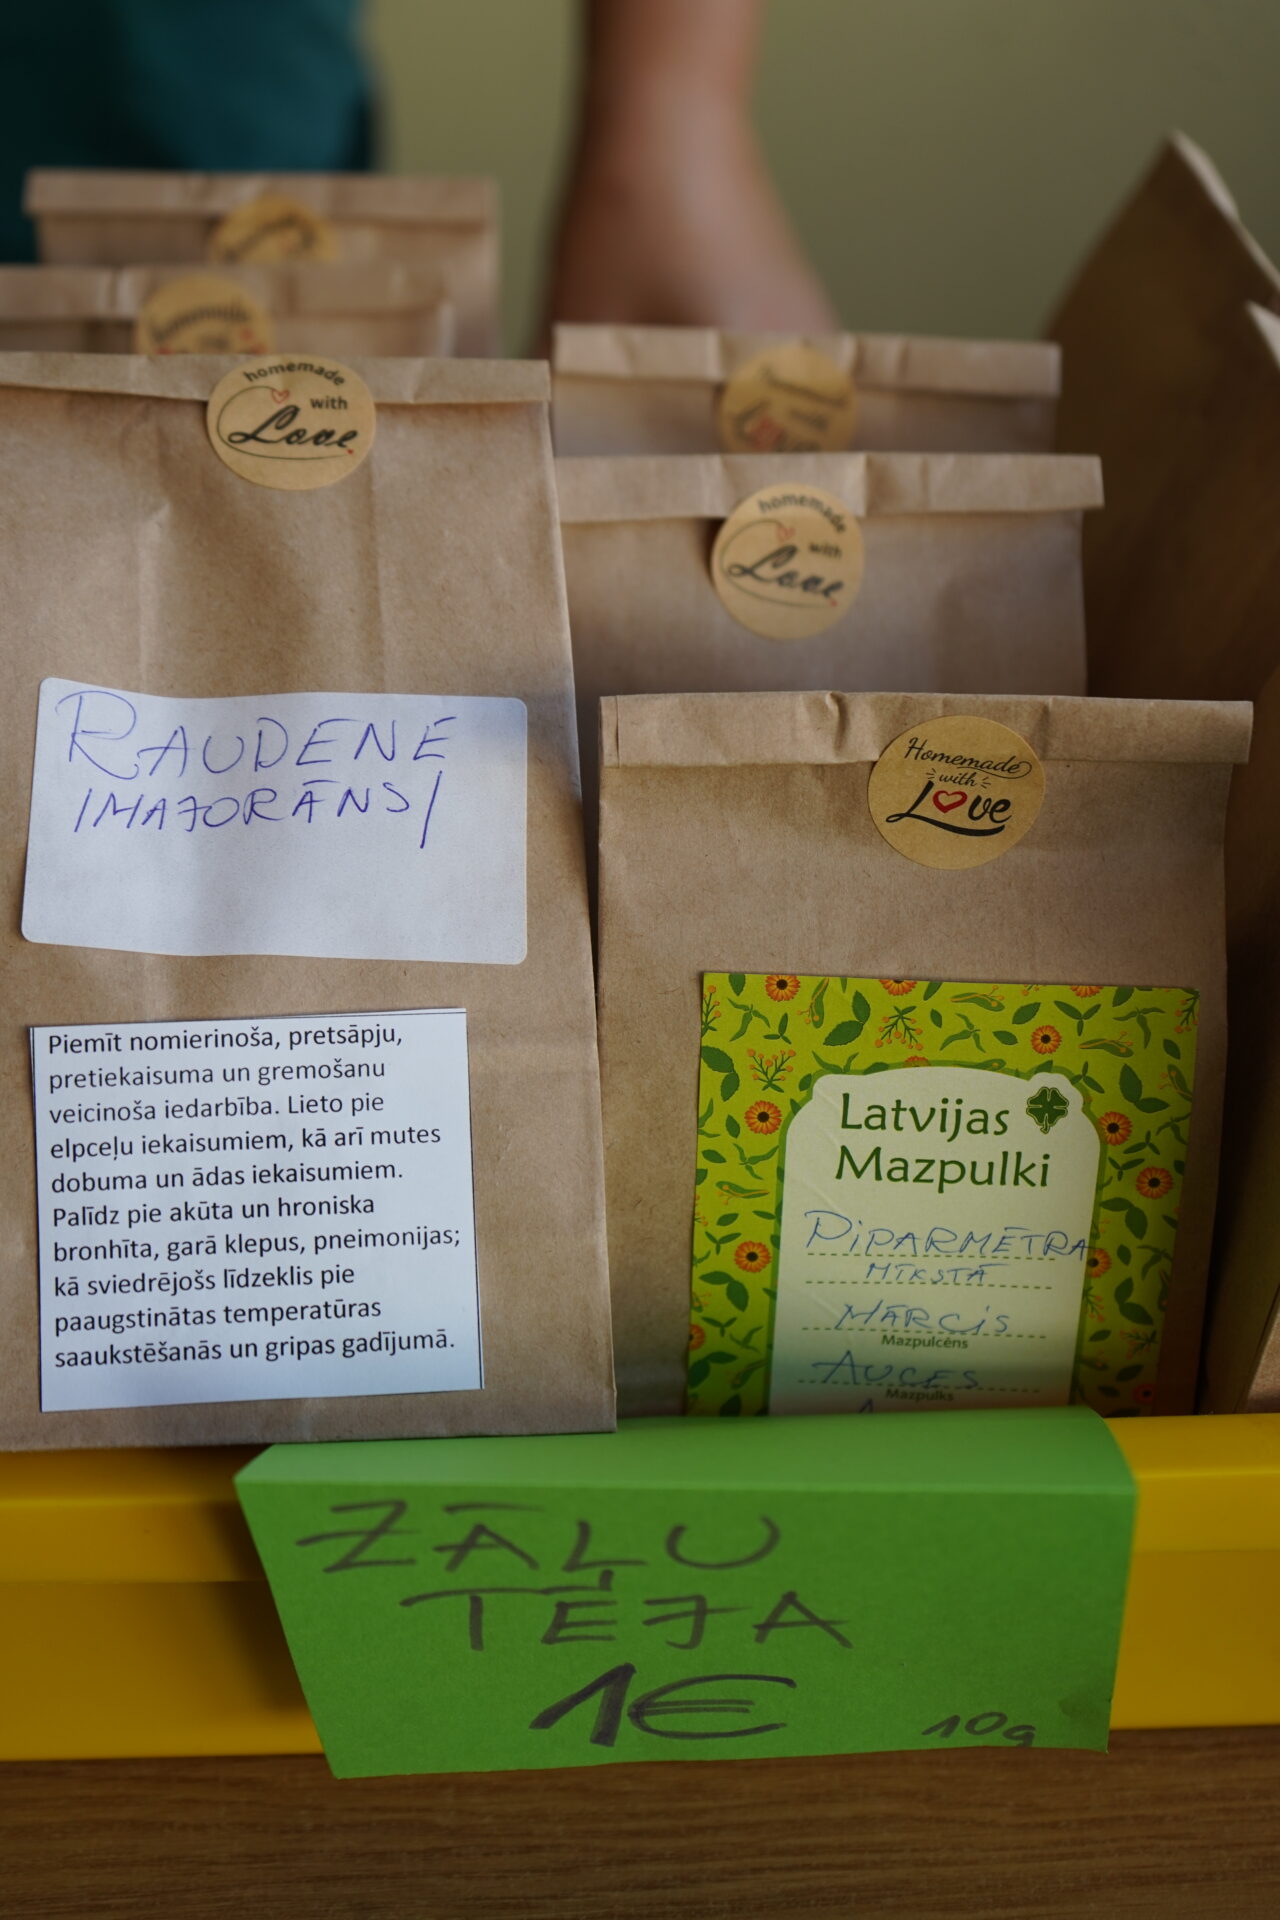 homemade
with
Love
homemade
with
Love
Homemade
with
Love
RAUDENE
/MAJORĀNS/
Piemīt nomierinoša, pretsāpju,
pretiekaisuma un gremošanu
veicinoša iedarbība. Lieto pie
elpceļu iekaisumiem, kā arī mutes
dobuma un ādas iekaisumiem.
Palīdz pie akūta un hroniska
bronhīta, garā klepus, pneimonijas;
kā sviedrējošs līdzeklis pie
paaugstinātas temperatūras
saaukstēšanās un gripas gadījumā.
Latvijas
Mazpulki
PIPARMĒTRA
MĪKSTĀ
MĀRCIS
Mazpulcēns
AUCES
Mazpulks
ZĀĻU
TĒJA
1€
10g